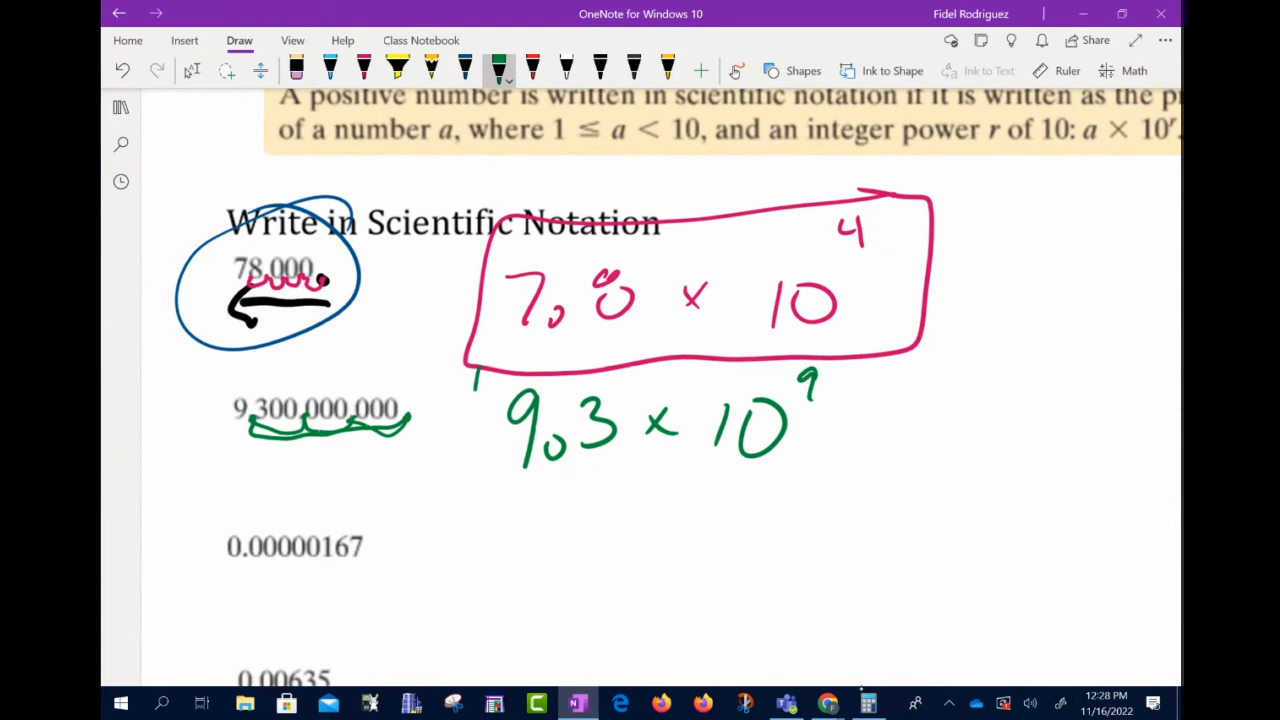 OneNote for Windows 10
Fidel Rodriguez
Home Insert Draw View Help Class Notebook
Share
Shapes Ink to Shape Ink to Text Ruler Math
A positive number is written in scientific notation if it is written as the p
of a number a, where 1 ≤ a < 10, and an integer power r of 10: a × 10ʳ
Write in Scientific Notation
78,000
7.8 × 10⁴
9,300,000,000
9.3 × 10⁹
0.00000167
0.00635
12:28 PM
11/16/2022